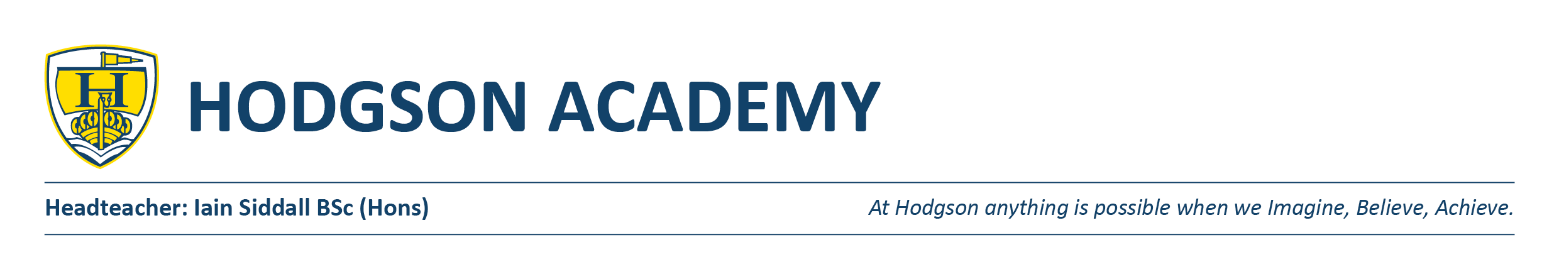 H
HODGSON ACADEMY
Headteacher: Iain Siddall BSc (Hons)
At Hodgson anything is possible when we Imagine, Believe, Achieve.